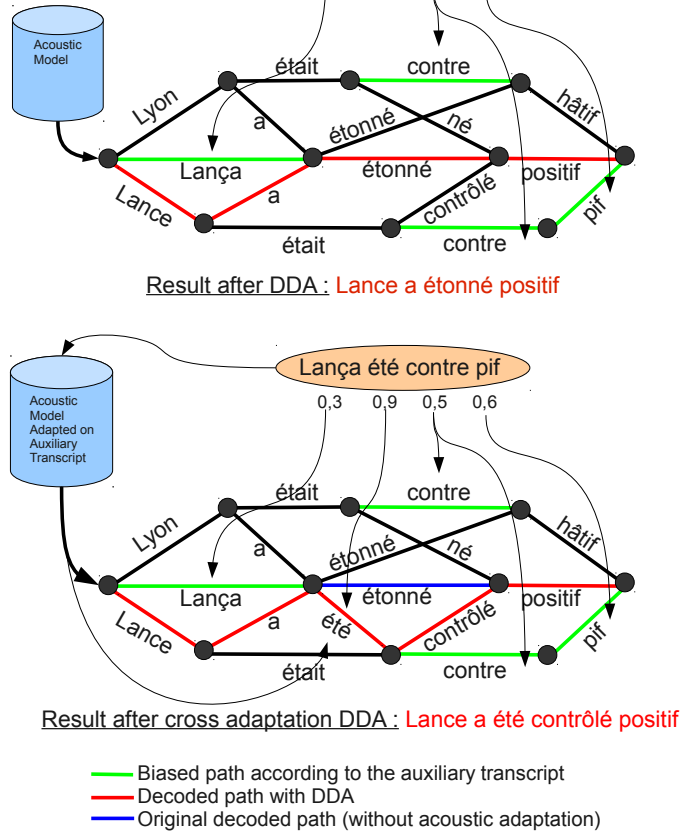 Acoustic
Model
était
contre
Lyon
a
étonné
né
hâtif
Lança
étonné
positif
Lance
a
contrôlé
pif
était
contre
Result after DDA : Lance a étonné positif
Lança été contre pif
0,3 0,9 0,5 0,6
Acoustic
Model
Adapted on
Auxiliary
Transcript
était
contre
Lyon
a
étonné
né
hâtif
Lança
étonné
positif
Lance
a
été
contrôlé
pif
était
contre
Result after cross adaptation DDA : Lance a été contrôlé positif
Biased path according to the auxiliary transcript
Decoded path with DDA
Original decoded path (without acoustic adaptation)